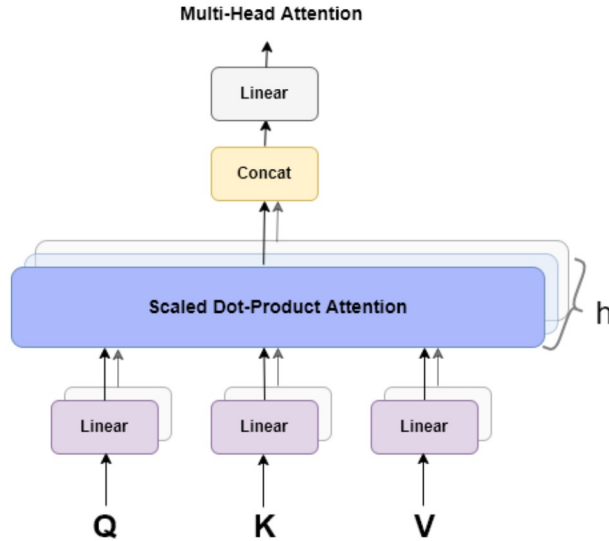 Multi-Head Attention
Linear
Concat
Scaled Dot-Product Attention
h
Linear
Linear
Linear
Q
K
V